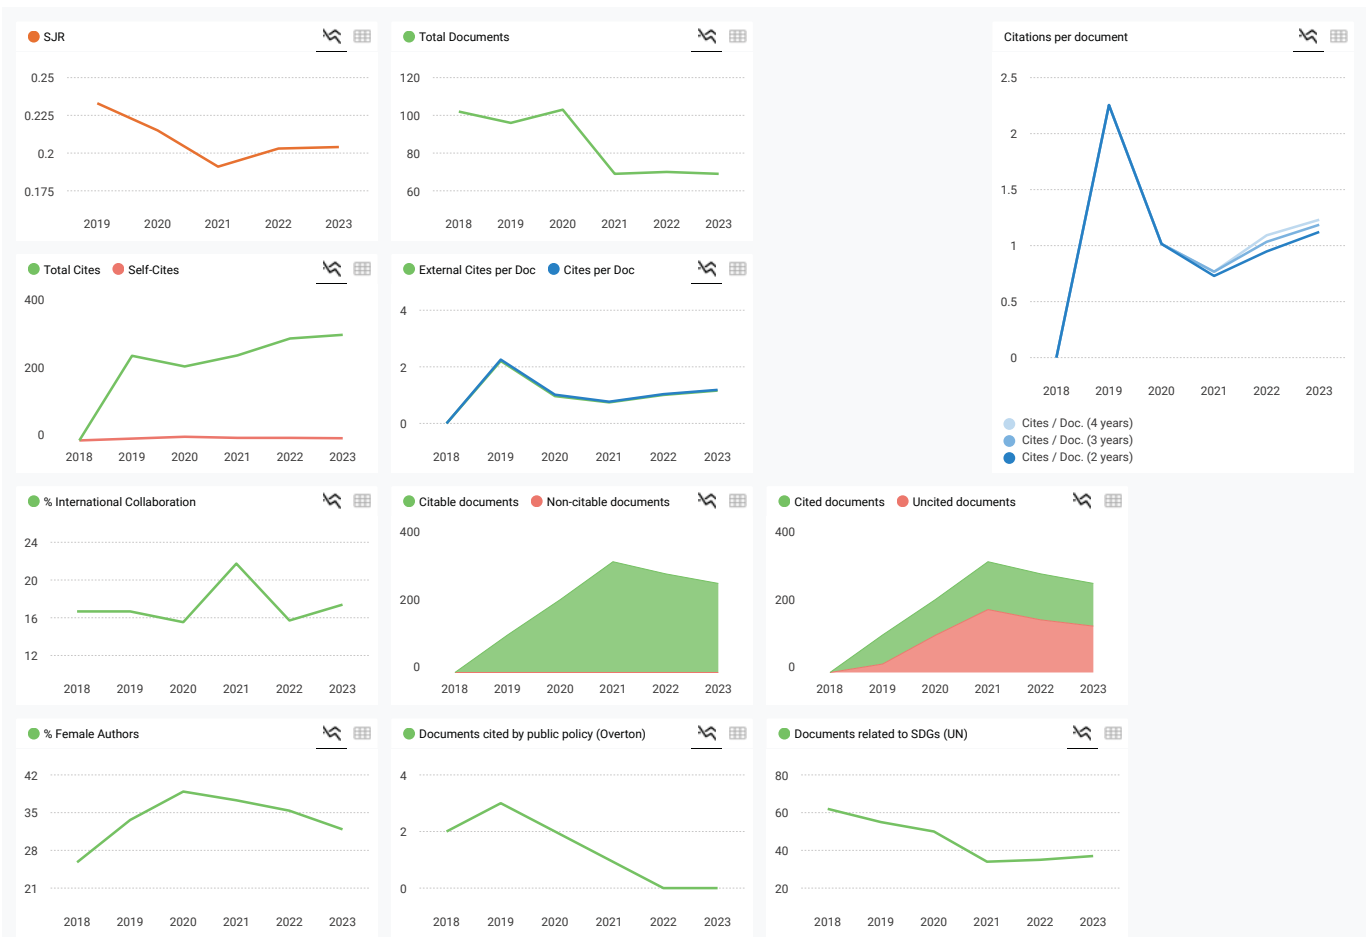 SJR
0.25
0.225
0.2
0.175
2019 2020 2021 2022 2023
Total Documents
120
100
80
60
2018 2019 2020 2021 2022 2023
Citations per document
2.5
2
1.5
1
0.5
0
2018 2019 2020 2021 2022 2023
Cites / Doc. (4 years)
Cites / Doc. (3 years)
Cites / Doc. (2 years)
Total Cites Self-Cites
400
200
0
2018 2019 2020 2021 2022 2023
External Cites per Doc Cites per Doc
4
2
0
2018 2019 2020 2021 2022 2023
% International Collaboration
24
20
16
12
2018 2019 2020 2021 2022 2023
Citable documents Non-citable documents
400
200
0
2018 2019 2020 2021 2022 2023
Cited documents Uncited documents
400
200
0
2018 2019 2020 2021 2022 2023
% Female Authors
42
35
28
21
2018 2019 2020 2021 2022 2023
Documents cited by public policy (Overton)
4
2
0
2018 2019 2020 2021 2022 2023
Documents related to SDGs (UN)
80
60
40
20
2018 2019 2020 2021 2022 2023